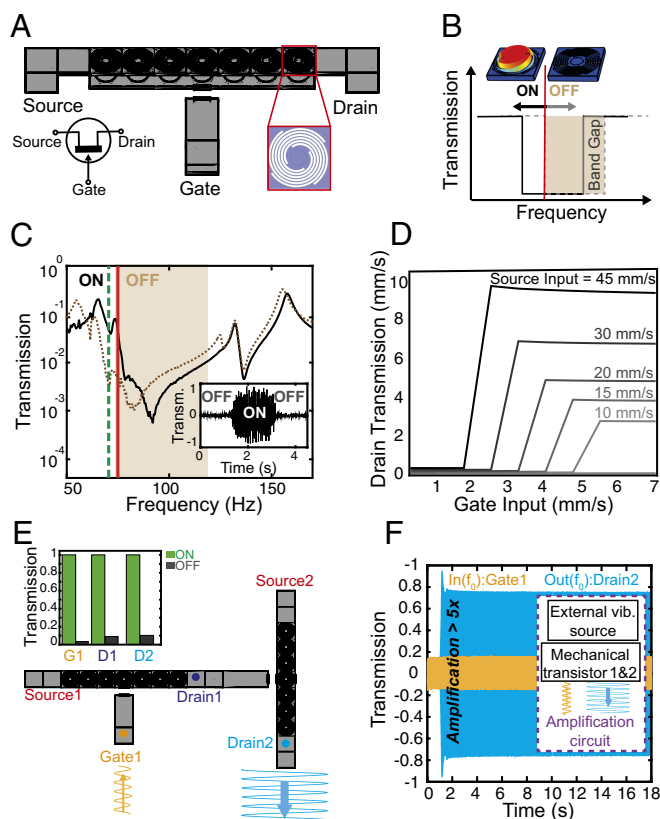 A
Source
Drain
Source
Drain
Gate
Gate
B
ON OFF
Transmission
Band Gap
Frequency
C
ON
OFF
Transmission
10^0
10^-1
10^-2
10^-3
10^-4
50
100
150
Frequency (Hz)
Transm.
1
0
-1
OFF
ON
OFF
0 2 4
Time (s)
D
Drain Transmission (mm/s)
10
8
6
4
2
0
Source Input = 45 mm/s
30 mm/s
20 mm/s
15 mm/s
10 mm/s
1 2 3 4 5 6 7
Gate Input (mm/s)
E
Transmission
1
0.8
0.6
0.4
0.2
0
ON
OFF
G1 D1 D2
Source2
Source1
Drain1
Gate1
Drain2
F
Transmission
1
0.8
0.6
0.4
0.2
0
-0.2
-0.4
-0.6
-0.8
-1
In(f₀):Gate1
Out(f₀):Drain2
Amplification > 5x
External vib.
source
Mechanical
transistor 1&2
Amplification
circuit
0 2 4 6 8 10 12 14 16 18
Time (s)